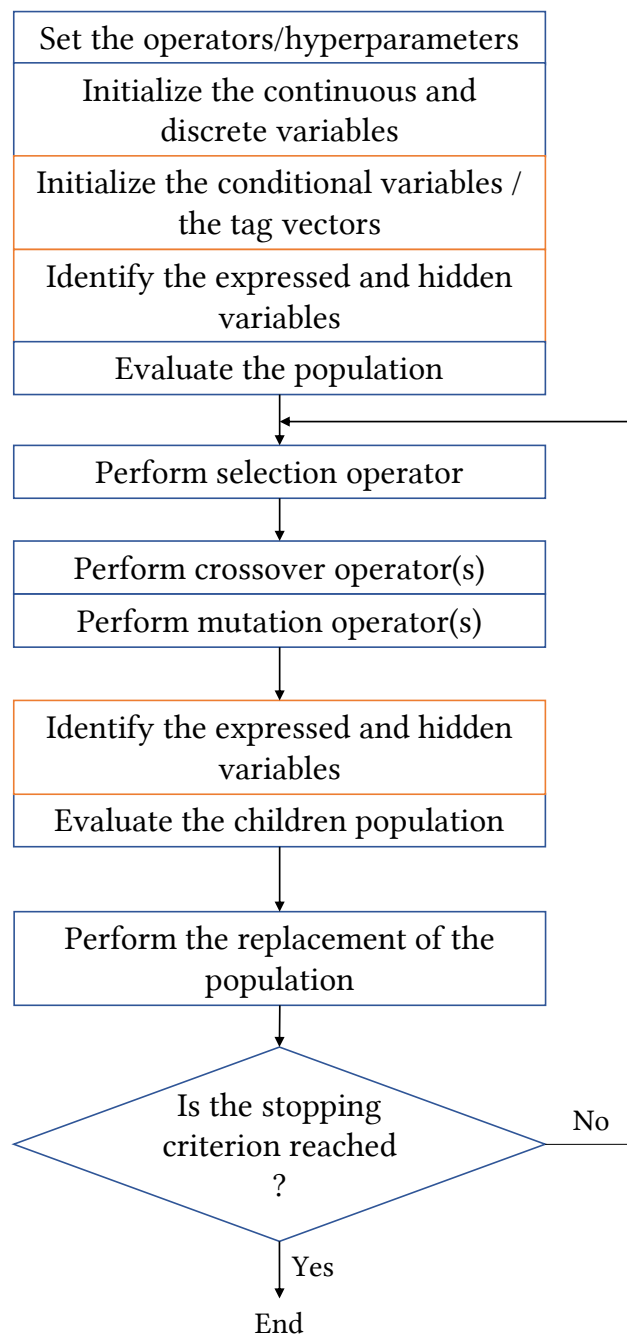 Set the operators/hyperparameters
Initialize the continuous and
discrete variables
Initialize the conditional variables /
the tag vectors
Identify the expressed and hidden
variables
Evaluate the population
Perform selection operator
Perform crossover operator(s)
Perform mutation operator(s)
Identify the expressed and hidden
variables
Evaluate the children population
Perform the replacement of the
population
Is the stopping
criterion reached
?
No
Yes
End